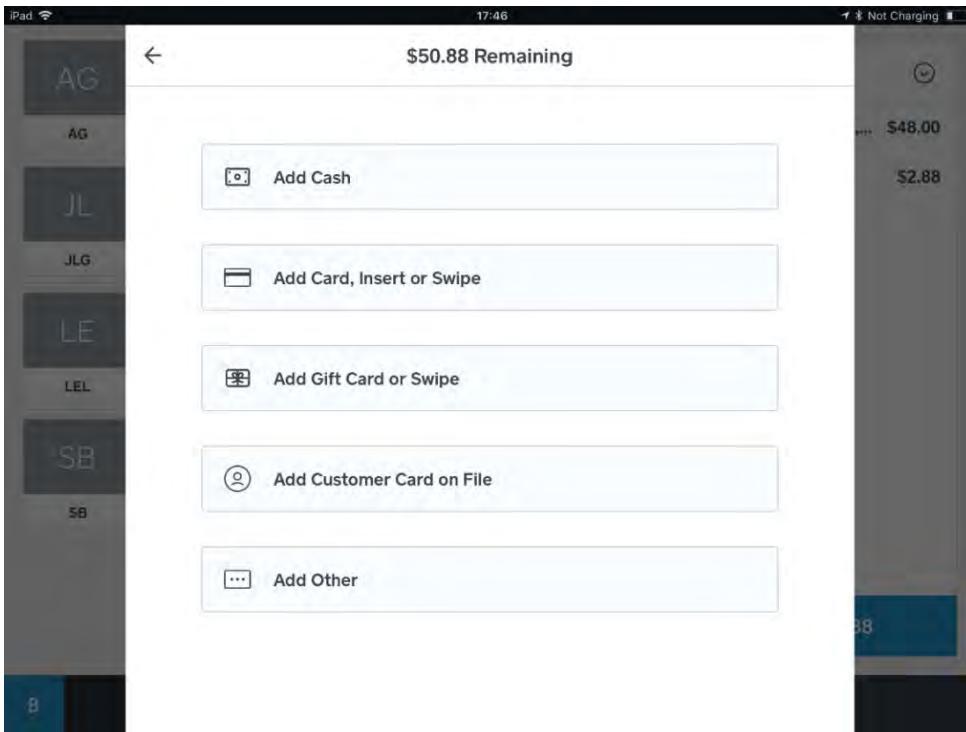 iPad 17:46 Not Charging
$50.88 Remaining
AG
AG
JL
JLG
LE
LEL
SB
SB
Add Cash
Add Card, Insert or Swipe
Add Gift Card or Swipe
Add Customer Card on File
Add Other
... $48.00
$2.88
88
B